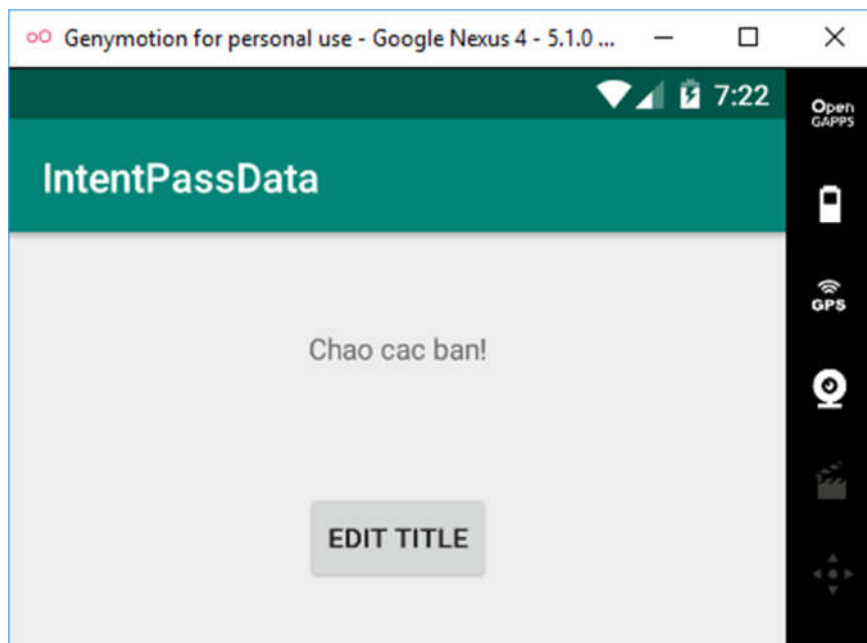 Genymotion for personal use - Google Nexus 4 - 5.1.0 ...
7:22
Open
GAPPS
IntentPassData
GPS
Chao cac ban!
EDIT TITLE